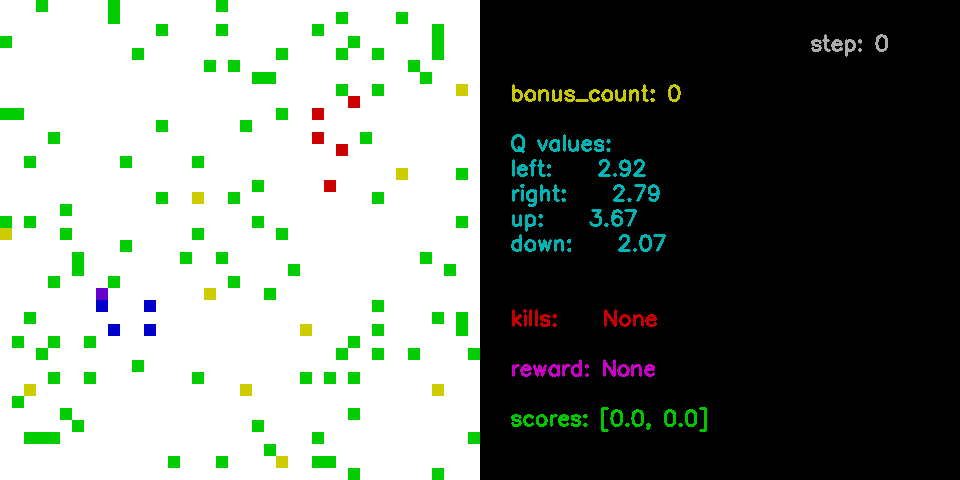 step: 0
bonus_count: 0
Q values:
left: 2.92
right: 2.79
up: 3.67
down: 2.07
kills: None
reward: None
scores: [0.0, 0.0]